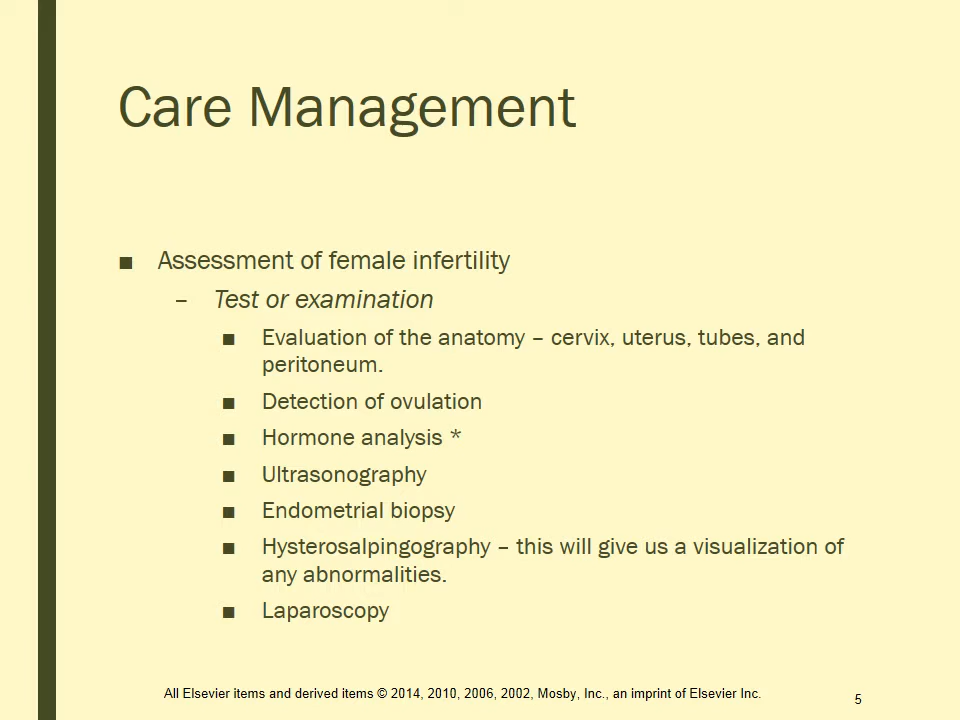 Care Management
■ Assessment of female infertility
– Test or examination
■ Evaluation of the anatomy – cervix, uterus, tubes, and
peritoneum.
■ Detection of ovulation
■ Hormone analysis *
■ Ultrasonography
■ Endometrial biopsy
■ Hysterosalpingography – this will give us a visualization of
any abnormalities.
■ Laparoscopy
All Elsevier items and derived items © 2014, 2010, 2006, 2002, Mosby, Inc., an imprint of Elsevier Inc.
5